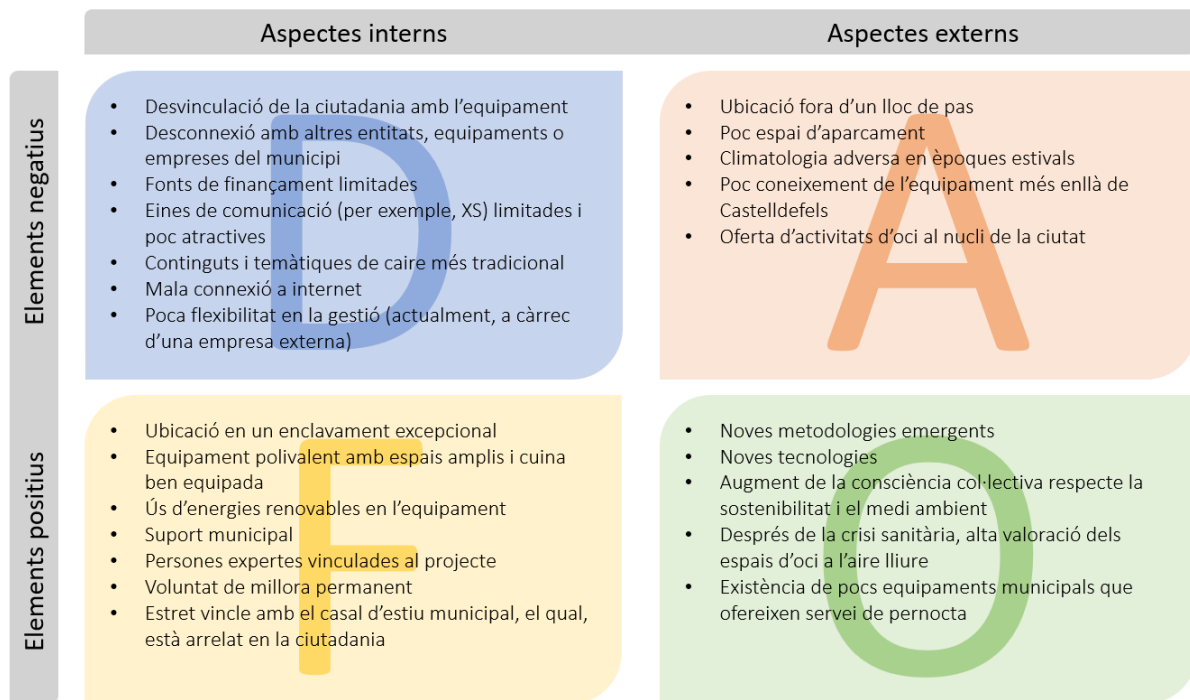 Aspectes interns
Aspectes externs
Elements negatius
• Desvinculació de la ciutadania amb l’equipament
• Desconnexió amb altres entitats, equipaments o
empreses del municipi
• Fonts de finançament limitades
• Eines de comunicació (per exemple, XS) limitades i
poc atractives
• Continguts i temàtiques de caire més tradicional
• Mala connexió a internet
• Poca flexibilitat en la gestió (actualment, a càrrec
d’una empresa externa)
D
• Ubicació fora d’un lloc de pas
• Poc espai d’aparcament
• Climatologia adversa en èpoques estivals
• Poc coneixement de l’equipament més enllà de
Castelldefels
• Oferta d’activitats d’oci al nucli de la ciutat
A
Elements positius
• Ubicació en un enclavament excepcional
• Equipament polivalent amb espais amplis i cuina
ben equipada
• Ús d’energies renovables en l’equipament
• Suport municipal
• Persones expertes vinculades al projecte
• Voluntat de millora permanent
• Estret vincle amb el casal d’estiu municipal, el qual,
està arrelat en la ciutadania
F
• Noves metodologies emergents
• Noves tecnologies
• Augment de la consciència col·lectiva respecte la
sostenibilitat i el medi ambient
• Després de la crisi sanitària, alta valoració dels
espais d’oci a l’aire lliure
• Existència de pocs equipaments municipals que
ofereixen servei de pernocta
O